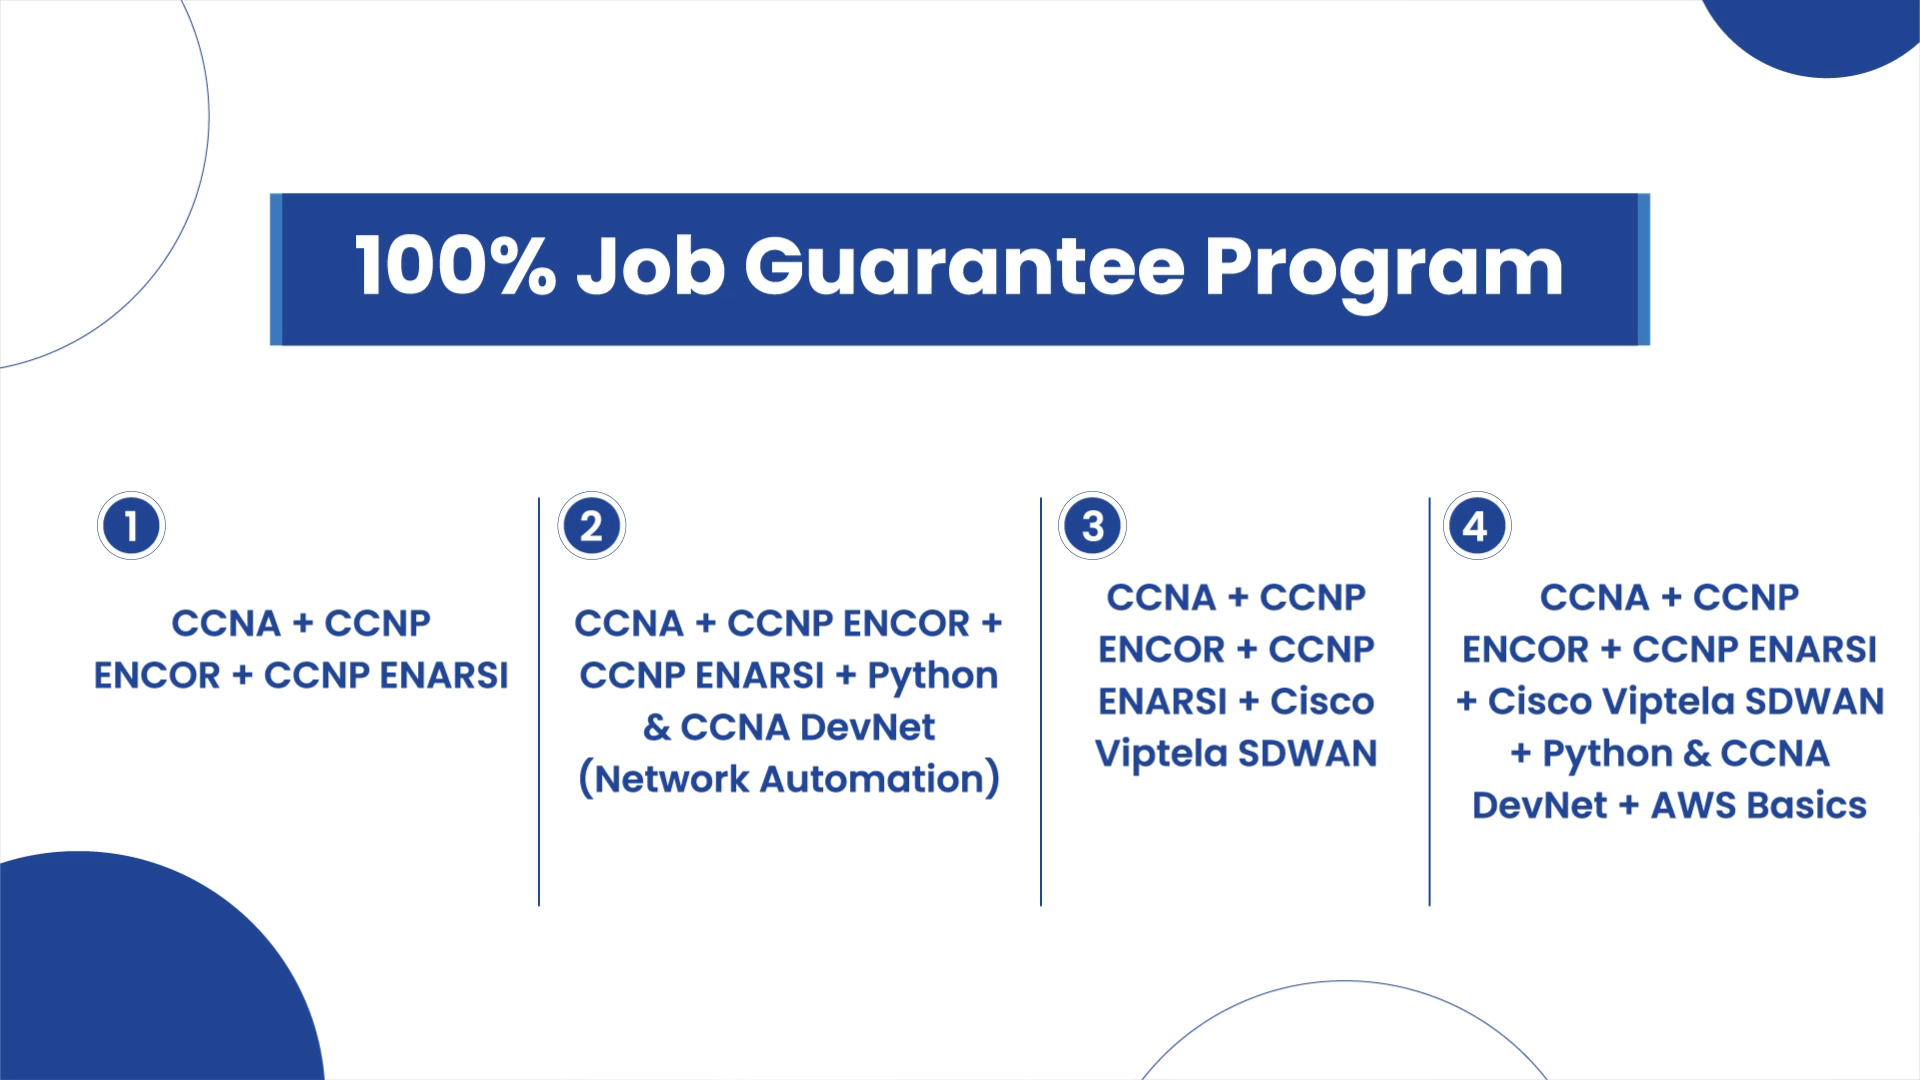 100% Job Guarantee Program
1
CCNA + CCNP
ENCOR + CCNP ENARSI
2
CCNA + CCNP ENCOR +
CCNP ENARSI + Python
& CCNA DevNet
(Network Automation)
3
CCNA + CCNP
ENCOR + CCNP
ENARSI + Cisco
Viptela SDWAN
4
CCNA + CCNP
ENCOR + CCNP ENARSI
+ Cisco Viptela SDWAN
+ Python & CCNA
DevNet + AWS Basics